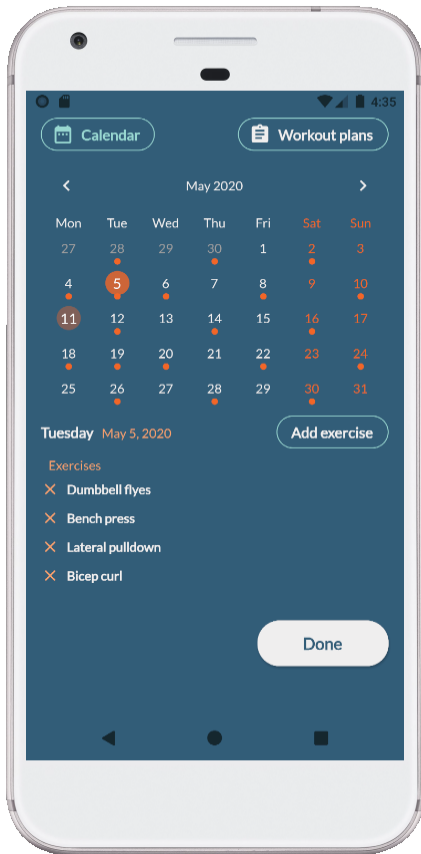 4:35
Calendar Workout plans
May 2020
Mon Tue Wed Thu Fri Sat Sun
27 28 29 30 1 2 3
4 5 6 7 8 9 10
11 12 13 14 15 16 17
18 19 20 21 22 23 24
25 26 27 28 29 30 31
Tuesday May 5, 2020 Add exercise
Exercises
Dumbbell flyes
Bench press
Lateral pulldown
Bicep curl
Done